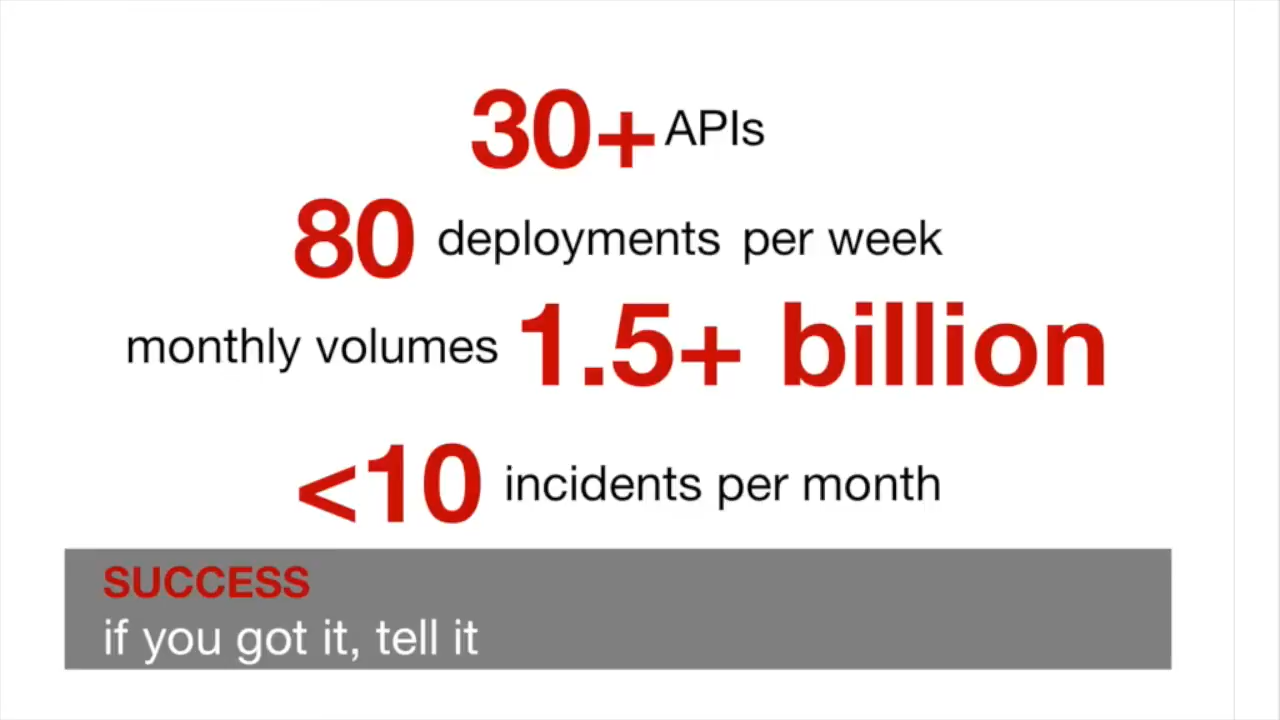 30+ APIs
80 deployments per week
monthly volumes 1.5+ billion
<10 incidents per month
SUCCESS
if you got it, tell it